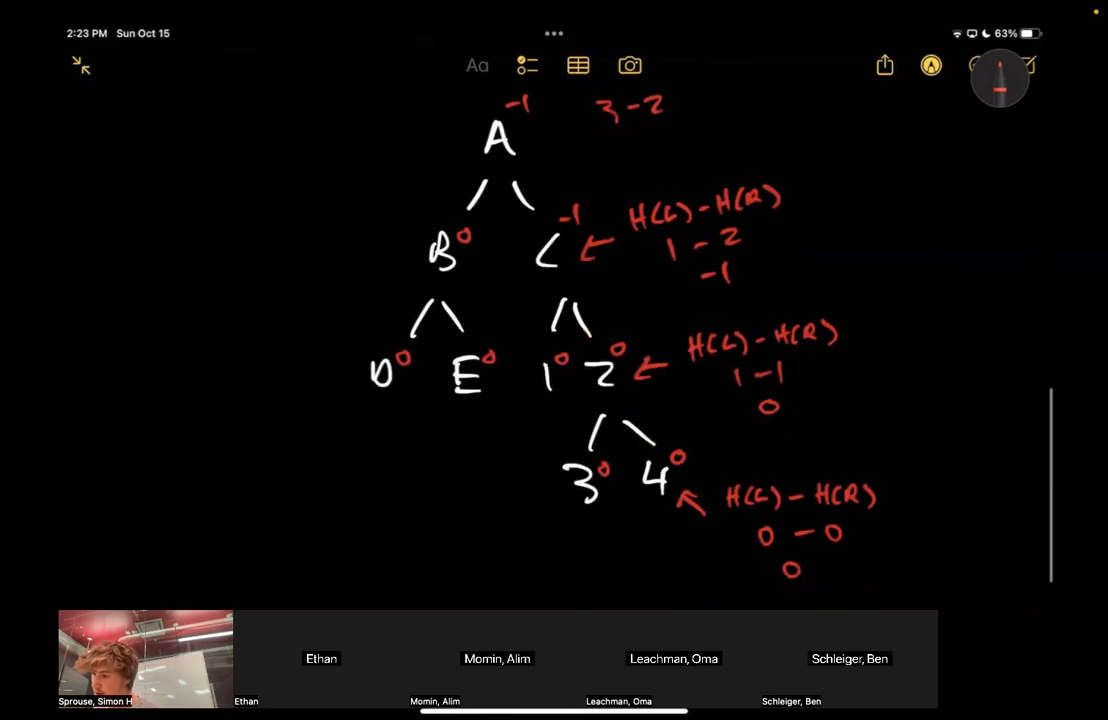 2:23 PM Sun Oct 15
63%
Aa
-1
3-2
A
H(L) - H(R)
-1
B 0
C
1 - 2
-1
H(L) - H(R)
D 0
E 0
1 0
2 0
1 - 1
0
3 0
4 0
H(L) - H(R)
0 - 0
0
Ethan
Momin, Alim
Leachman, Oma
Schleiger, Ben
Sprouse, Simon H
Ethan
Momin, Alim
Leachman, Oma
Schleiger, Ben